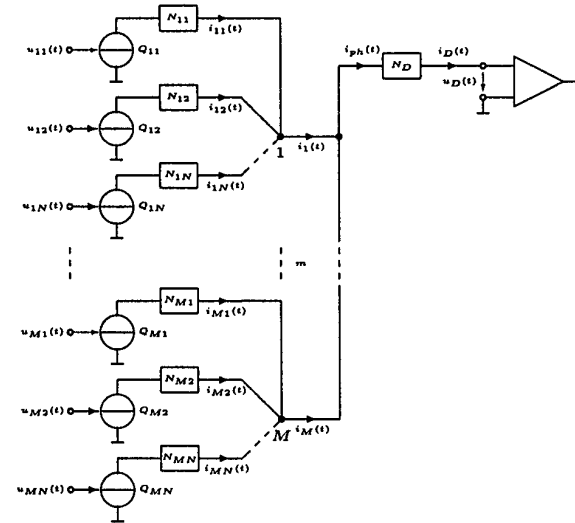 N11
i11(t)
u11(t)
Q11
iph(t)
ND
iD(t)
uD(t)
N12
i12(t)
u12(t)
Q12
1
i1(t)
N1N
i1N(t)
u1N(t)
Q1N
m
NM1
iM1(t)
uM1(t)
QM1
NM2
iM2(t)
uM2(t)
QM2
M
iM(t)
NMN
iMN(t)
uMN(t)
QMN